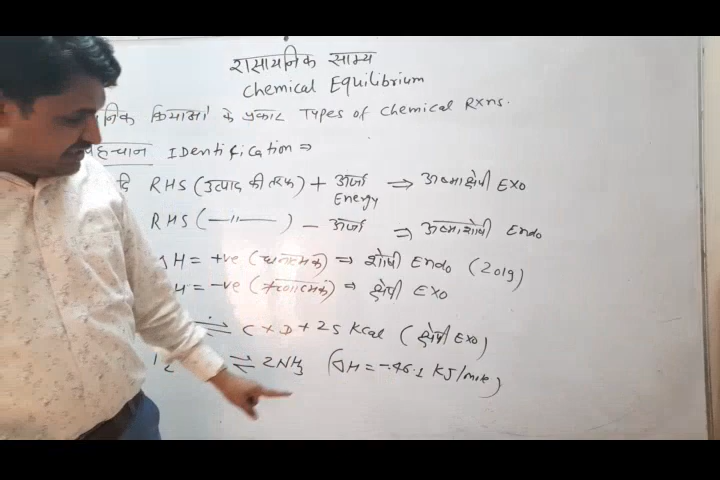 रासायनिक साम्य
Chemical Equilibrium
के प्रकार Types of Chemical Rxns.
पहचान Identification ⇒
RHS (उत्पाद की तरफ) + ऊर्जा ⇒ ऊष्माक्षेपी Exo
Energy
RHS ( —〃— ) − ऊर्जा ⇒ ऊष्माशोषी Endo
H = +ve (धनात्मक) ⇒ शोषी Endo (2019)
H = −ve (ऋणात्मक) ⇒ क्षेपी Exo
⇌ C + D + 25 Kcal (क्षेपी Exo)
⇌ 2NH3 (ΔH = −46.1 KJ/mole)